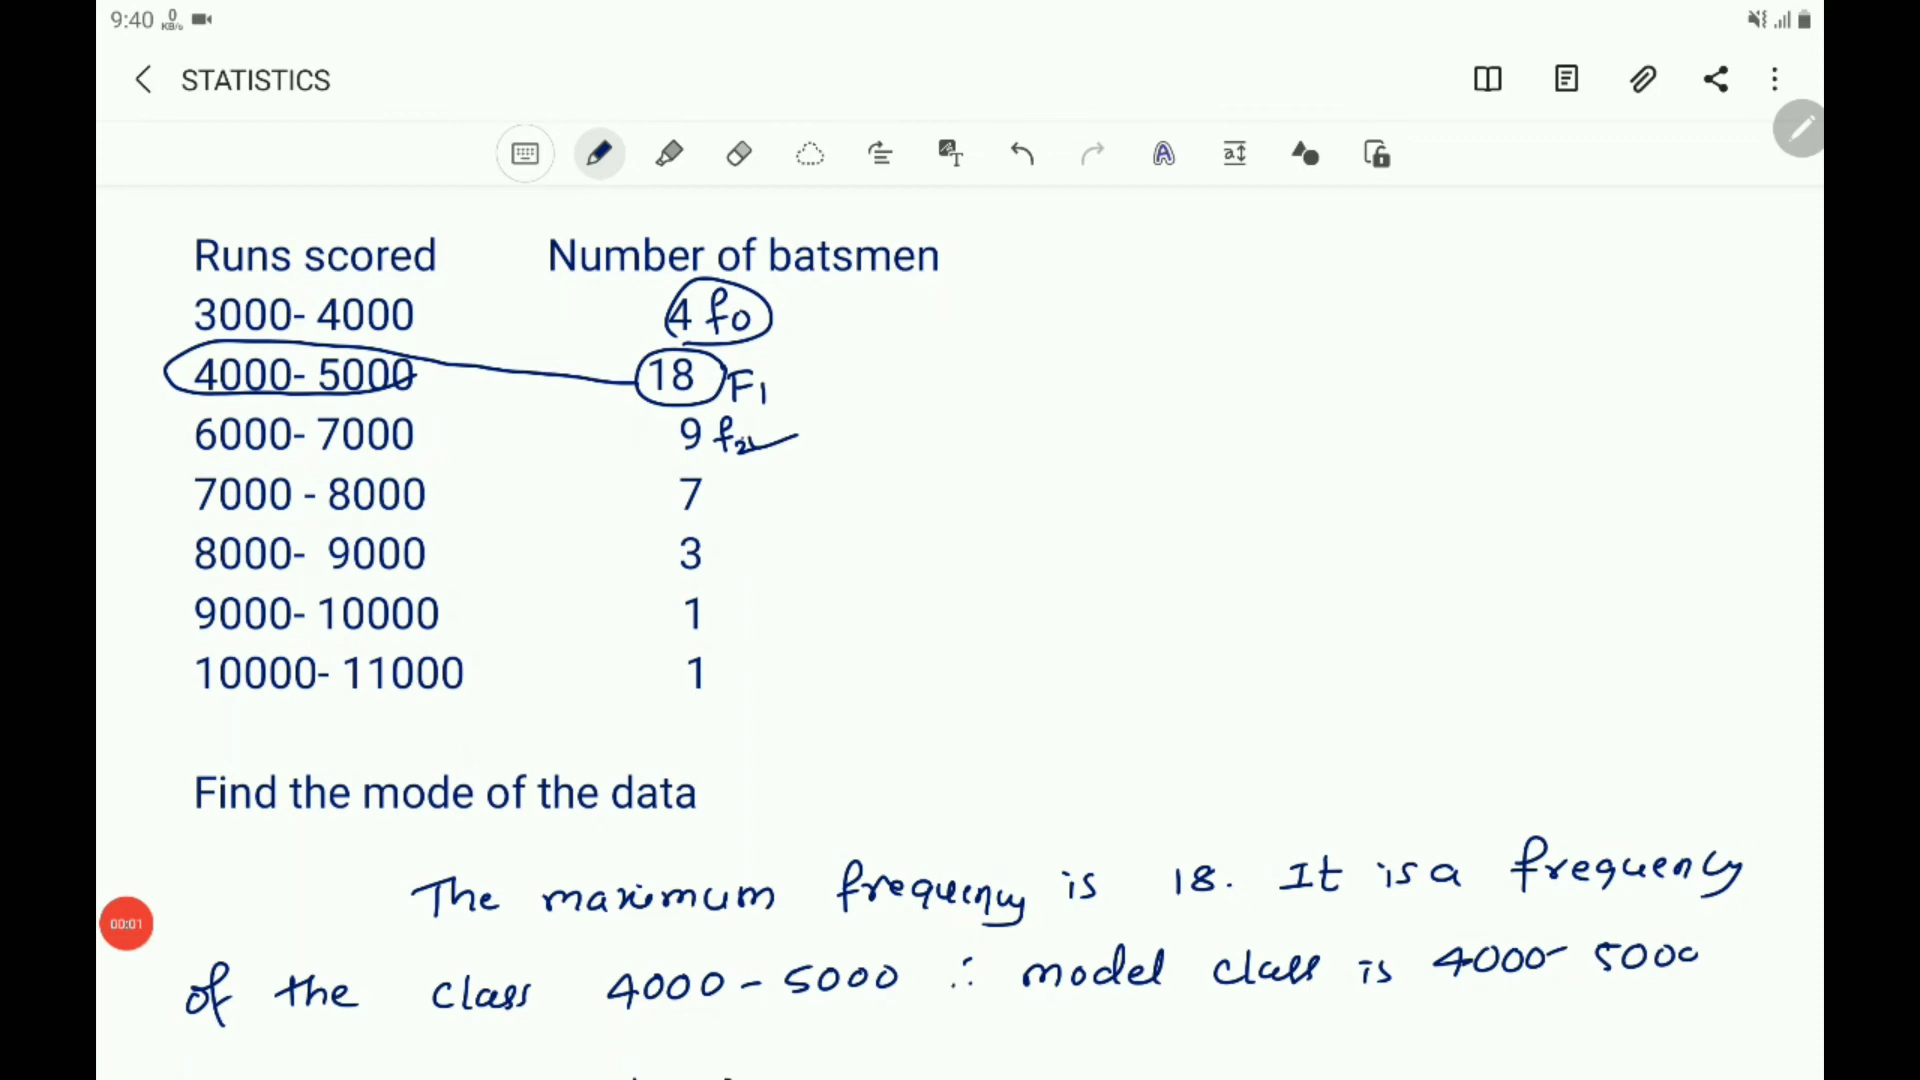 9:40 0 KB/s
STATISTICS
Runs scored Number of batsmen
3000- 4000 4 fo
4000- 5000 18 F1
6000- 7000 9 f2
7000 - 8000 7
8000- 9000 3
9000- 10000 1
10000- 11000 1
Find the mode of the data
The maximum frequency is 18. It is a frequency
00:01
of the class 4000 - 5000 ∴ model class is 4000- 5000